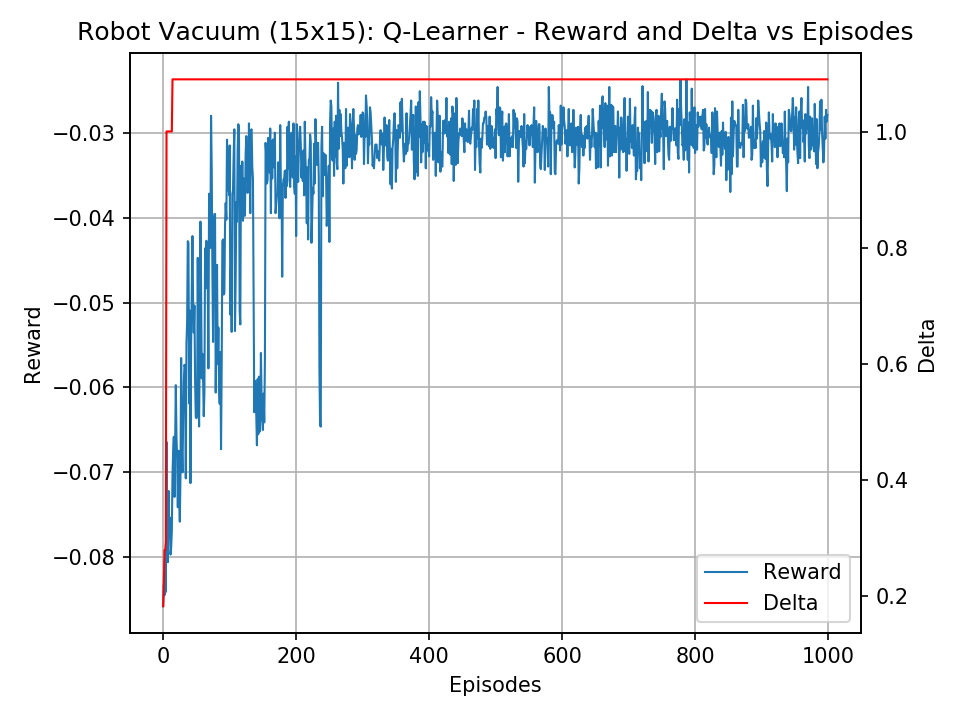 Robot Vacuum (15x15): Q-Learner - Reward and Delta vs Episodes
−0.03
−0.04
−0.05
−0.06
−0.07
−0.08
Reward
1.0
0.8
0.6
0.4
0.2
Delta
Reward
Delta
0 200 400 600 800 1000
Episodes